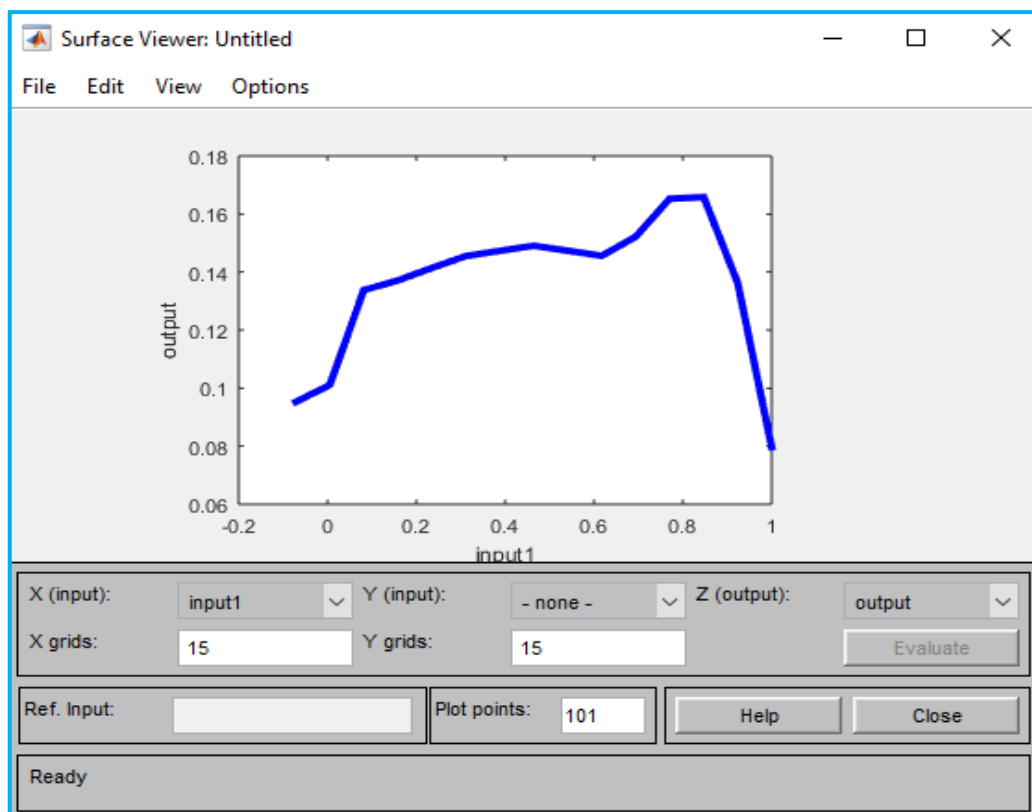 Surface Viewer: Untitled
File Edit View Options
0.18
0.16
0.14
0.12
0.1
0.08
0.06
output
-0.2 0 0.2 0.4 0.6 0.8 1
input1
X (input): input1 Y (input): - none - Z (output): output
X grids: 15 Y grids: 15 Evaluate
Ref. Input: Plot points: 101 Help Close
Ready